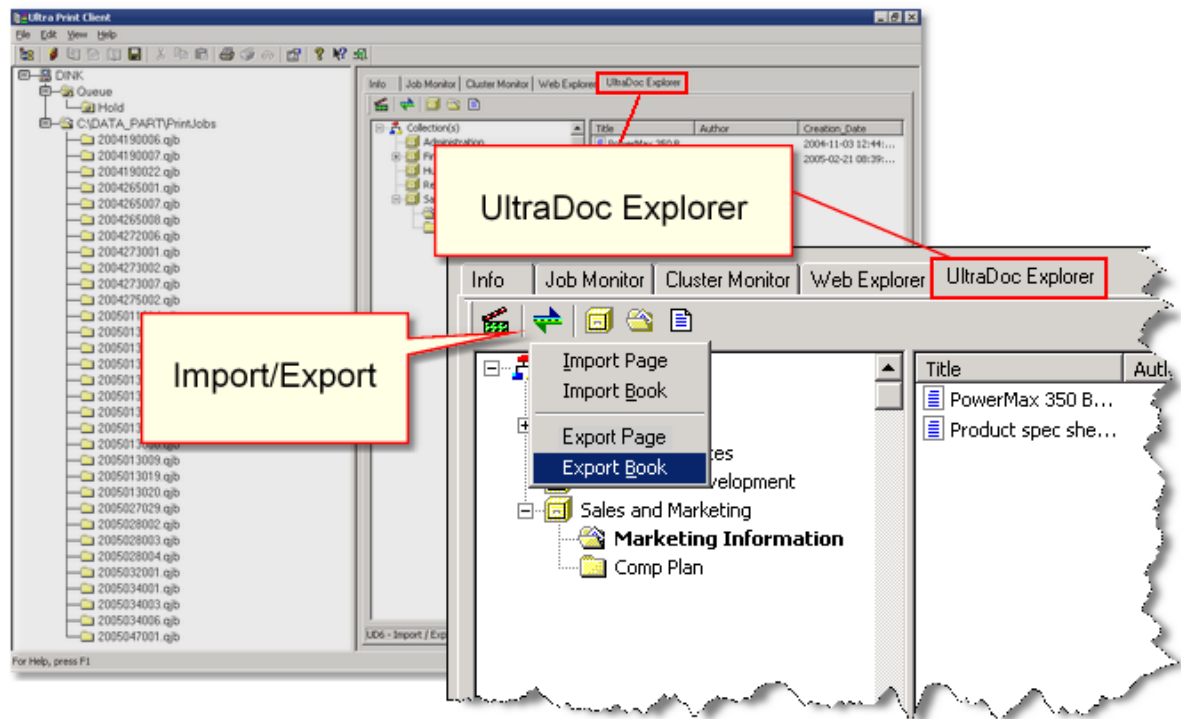 Ultra Print Client
File Edit View Help
DINK
Queue
Hold
C:\DATA_PART\PrintJobs
2004190006.qjb
2004190007.qjb
2004190022.qjb
2004265001.qjb
2004265007.qjb
2004265008.qjb
2004272006.qjb
2004273001.qjb
2004273002.qjb
2004273007.qjb
2004275002.qjb
2005013009.qjb
2005013019.qjb
2005013020.qjb
2005027029.qjb
2005028002.qjb
2005028003.qjb
2005028004.qjb
2005032001.qjb
2005034001.qjb
2005034003.qjb
2005034006.qjb
2005047001.qjb
For Help, press F1
Info Job Monitor Cluster Monitor Web Explorer UltraDoc Explorer
Collection(s)
Administration
Title Author Creation_Date
PowerMax 350 B...
2004-11-03 12:44:...
2005-02-21 08:39:...
UltraDoc Explorer
Import/Export
Info Job Monitor Cluster Monitor Web Explorer UltraDoc Explorer
Import Page
Import Book
Export Page
Export Book
Sales and Marketing
Marketing Information
Comp Plan
Title
PowerMax 350 B...
Product spec she...